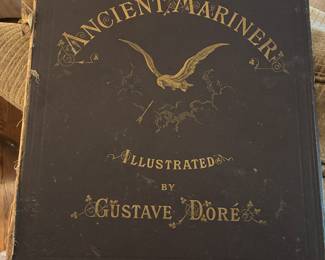 ANCIENT MARINER
ILLUSTRATED
BY
GUSTAVE DORÉ